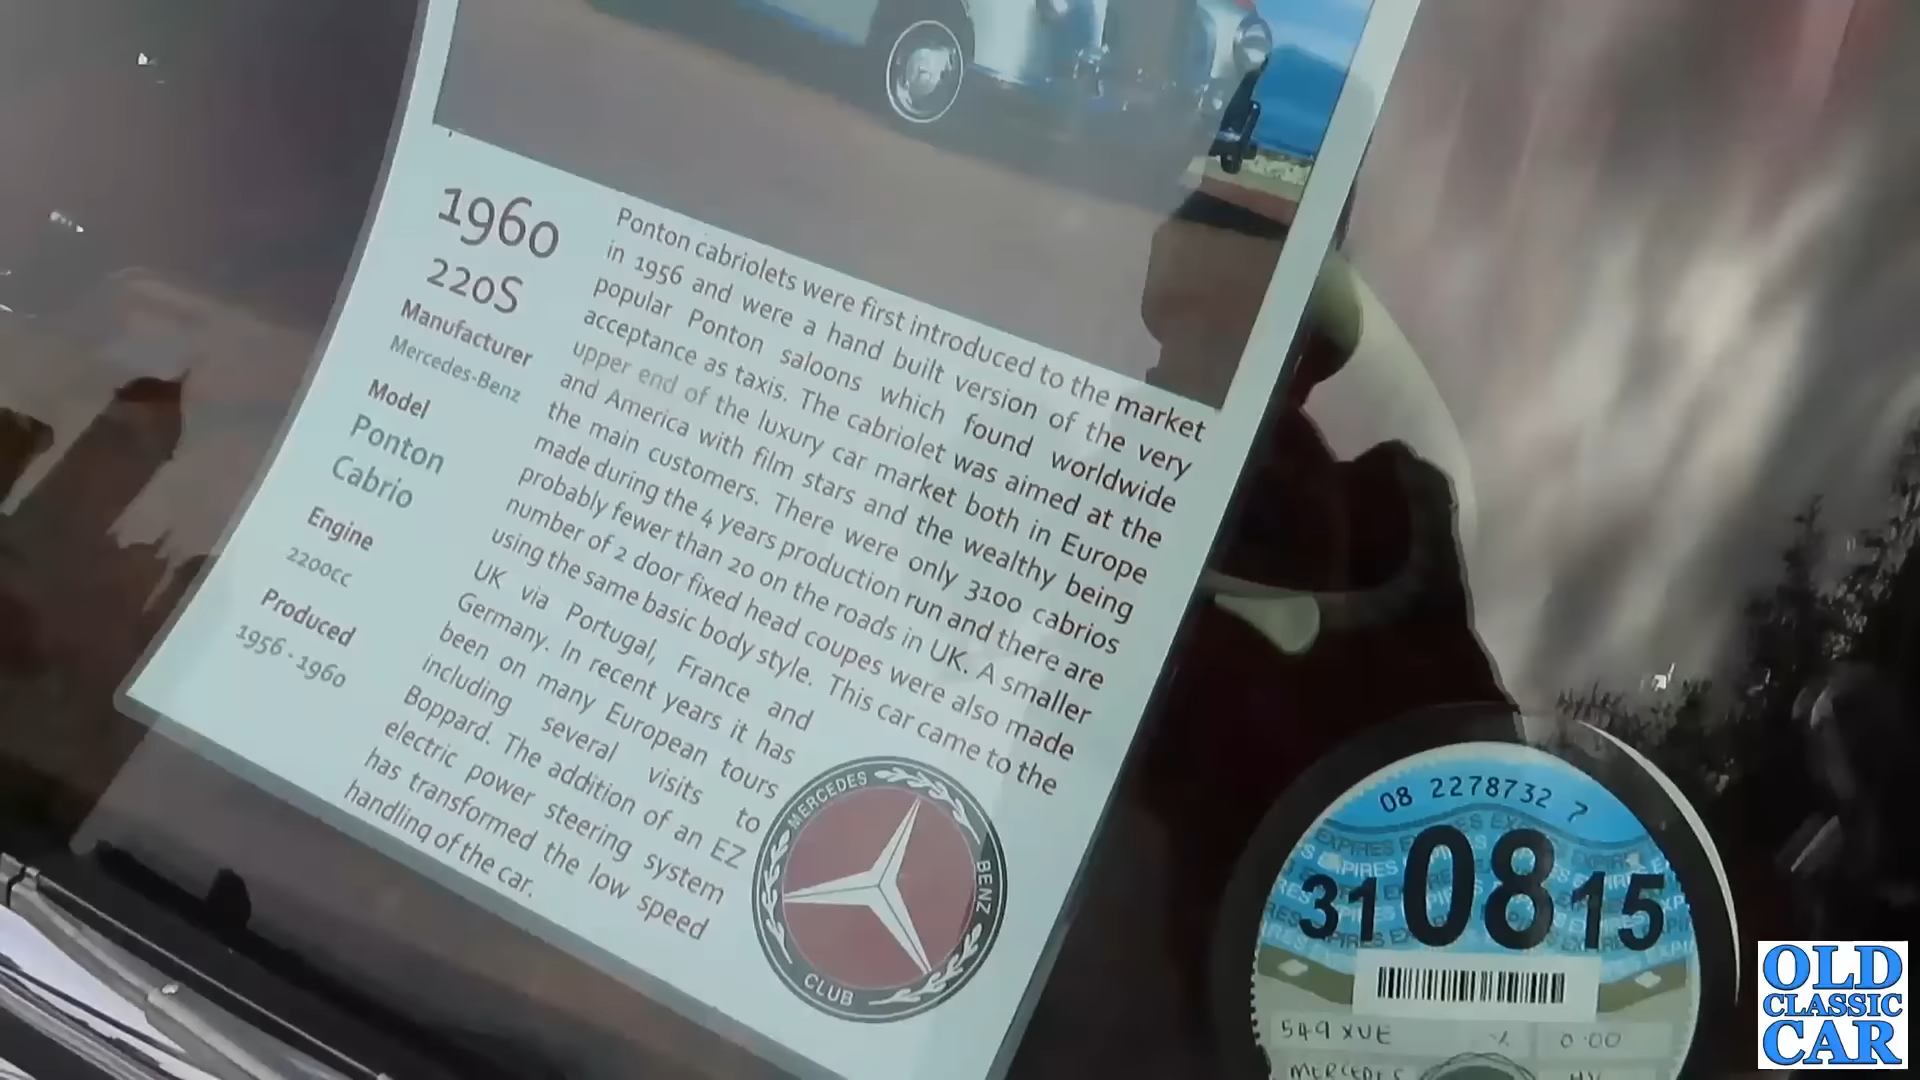 1960
220S
Manufacturer
Mercedes-Benz
Model
Ponton
Cabrio
Engine
2200cc
Produced
1956 - 1960
Ponton cabriolets were first introduced to the market
in 1956 and were a hand built version of the very
popular Ponton saloons which found worldwide
acceptance as taxis. The cabriolet was aimed at the
upper end of the luxury car market both in Europe
and America with film stars and the wealthy being
the main customers. There were only 3100 cabrios
made during the 4 years production run and there are
probably fewer than 20 on the roads in UK. A smaller
number of 2 door fixed head coupes were also made
using the same basic body style. This car came to the
UK via Portugal, France and
Germany. In recent years it has
been on many European tours
including several visits to
Boppard. The addition of an EZ
electric power steering system
has transformed the low speed
handling of the car.
MERCEDES
BENZ
CLUB
08 2278732 7
31 08 15
549 XUE 0.00
MERCEDES
OLD
CLASSIC
CAR